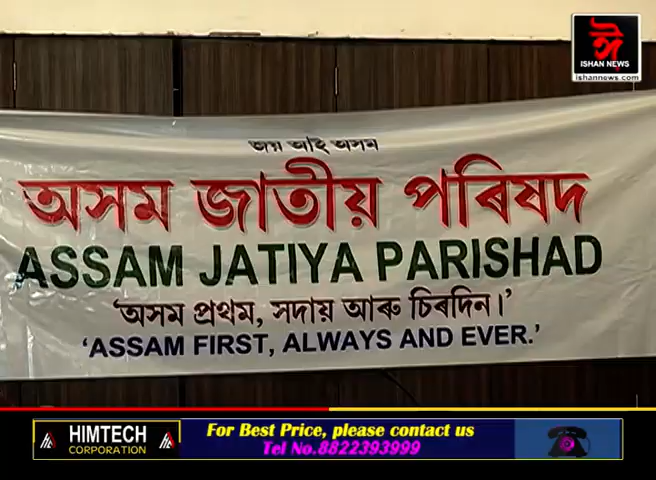 ঈ
ISHAN NEWS
ishannews.com
জয় আই অসম
অসম জাতীয় পৰিষদ
ASSAM JATIYA PARISHAD
‘অসম প্ৰথম, সদায় আৰু চিৰদিন।’
‘ASSAM FIRST, ALWAYS AND EVER.’
HIMTECH
CORPORATION
For Best Price, please contact us
Tel No.8822393999